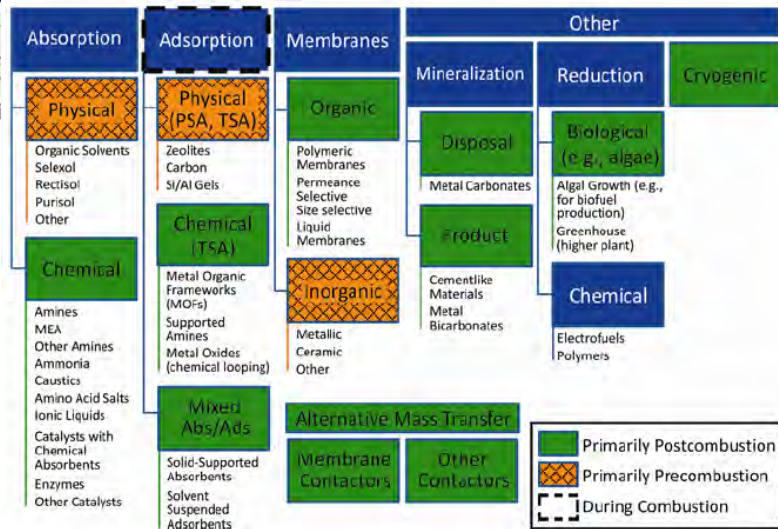 Absorption
Physical
Organic Solvents
Selexol
Rectisol
Purisol
Other
Chemical
Amines
MEA
Other Amines
Ammonia
Caustics
Amino Acid Salts
Ionic Liquids
Catalysts with
Chemical
Absorbents
Enzymes
Other Catalysts
Adsorption
Physical
(PSA, TSA)
Zeolites
Carbon
Si/Al Gels
Chemical
(TSA)
Metal Organic
Frameworks
(MOFs)
Supported
Amines
Metal Oxides
(chemical looping)
Mixed
Abs/Ads
Solid-Supported
Absorbents
Solvent
Suspended
Adsorbents
Membranes
Organic
Polymeric
Membranes
Permeance
Selective
Size selective
Liquid
Membranes
Inorganic
Metallic
Ceramic
Other
Other
Mineralization
Disposal
Metal Carbonates
Product
Cementlike
Materials
Metal
Bicarbonates
Reduction
Biological
(e.g., algae)
Algal Growth (e.g.,
for biofuel
production)
Greenhouse
(higher plant)
Chemical
Electrofuels
Polymers
Cryogenic
Alternative Mass Transfer
Membrane
Contactors
Other
Contactors
Primarily Postcombustion
Primarily Precombustion
During Combustion